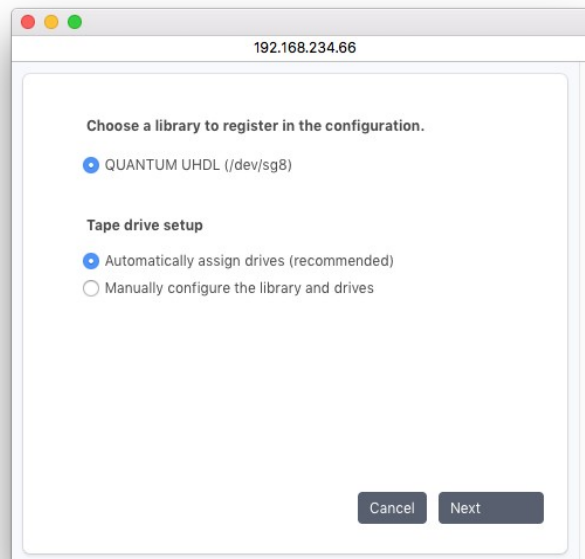 192.168.234.66
Choose a library to register in the configuration.
QUANTUM UHDL (/dev/sg8)
Tape drive setup
Automatically assign drives (recommended)
Manually configure the library and drives
Cancel Next